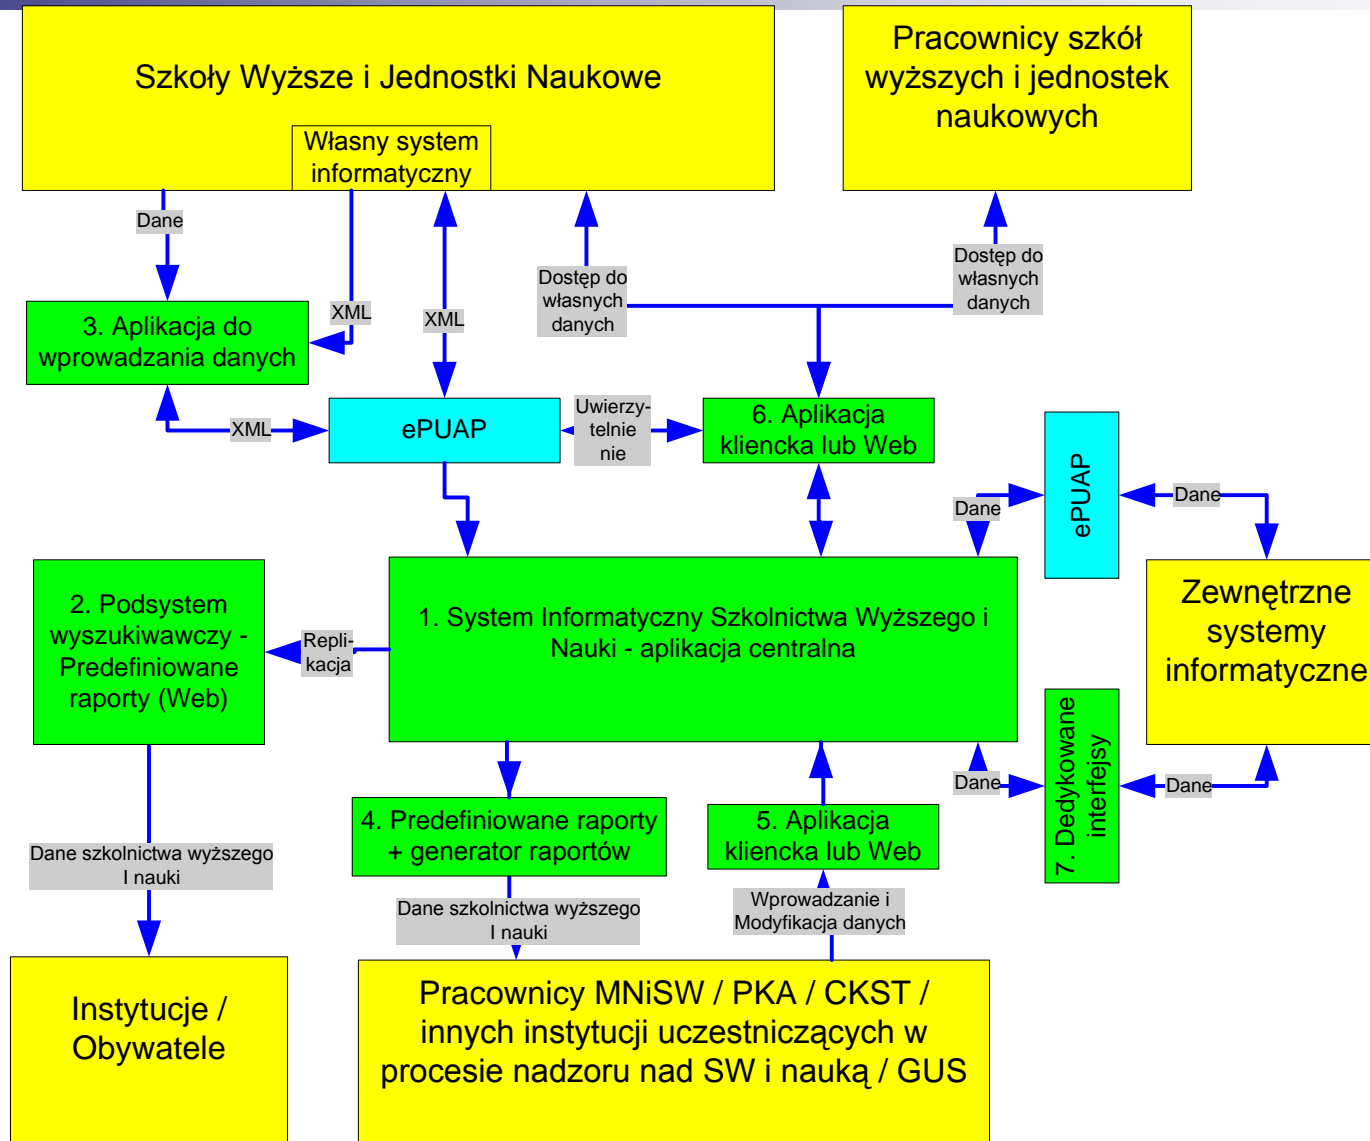 Szkoły Wyższe i Jednostki Naukowe
Własny system
informatyczny
Pracownicy szkół
wyższych i jednostek
naukowych
Dane
XML
XML
Dostęp do
własnych
danych
Dostęp do
własnych
danych
3. Aplikacja do
wprowadzania danych
XML
ePUAP
Uwierzy-
telnie
nie
6. Aplikacja
kliencka lub Web
Dane
ePUAP
Dane
2. Podsystem
wyszukiwawczy -
Predefiniowane
raporty (Web)
Repli-
kacja
1. System Informatyczny Szkolnictwa Wyższego i
Nauki - aplikacja centralna
Zewnętrzne
systemy
informatyczne
Dane
7. Dedykowane
interfejsy
Dane
4. Predefiniowane raporty
+ generator raportów
5. Aplikacja
kliencka lub Web
Dane szkolnictwa wyższego
I nauki
Dane szkolnictwa wyższego
I nauki
Wprowadzanie i
Modyfikacja danych
Instytucje /
Obywatele
Pracownicy MNiSW / PKA / CKST /
innych instytucji uczestniczących w
procesie nadzoru nad SW i nauką / GUS